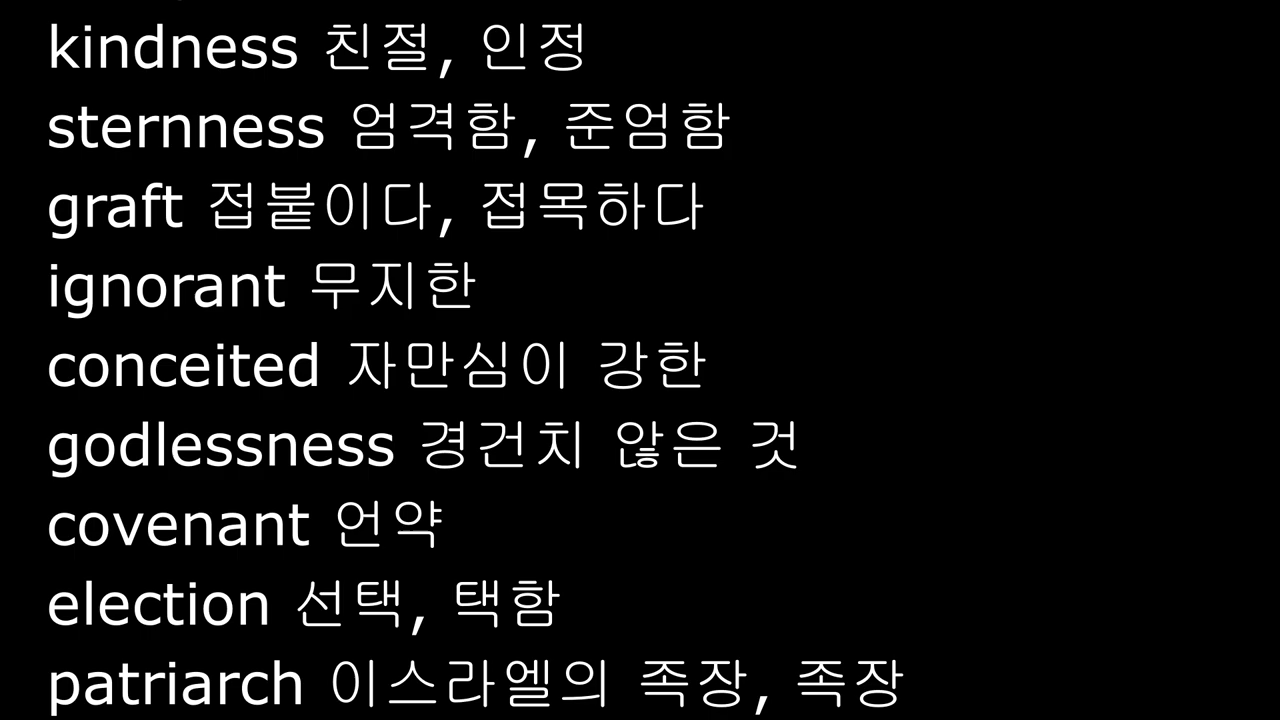 kindness 친절, 인정
sternness 엄격함, 준엄함
graft 접붙이다, 접목하다
ignorant 무지한
conceited 자만심이 강한
godlessness 경건치 않은 것
covenant 언약
election 선택, 택함
patriarch 이스라엘의 족장, 족장